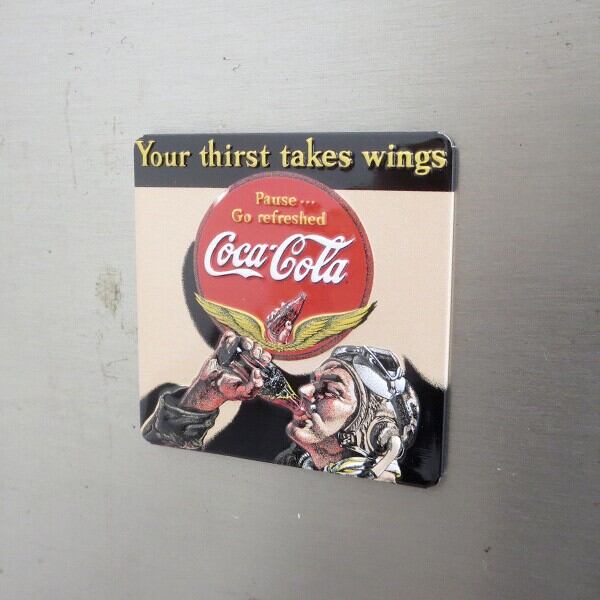 Your thirst takes wings
Pause...
Go refreshed
Coca-Cola